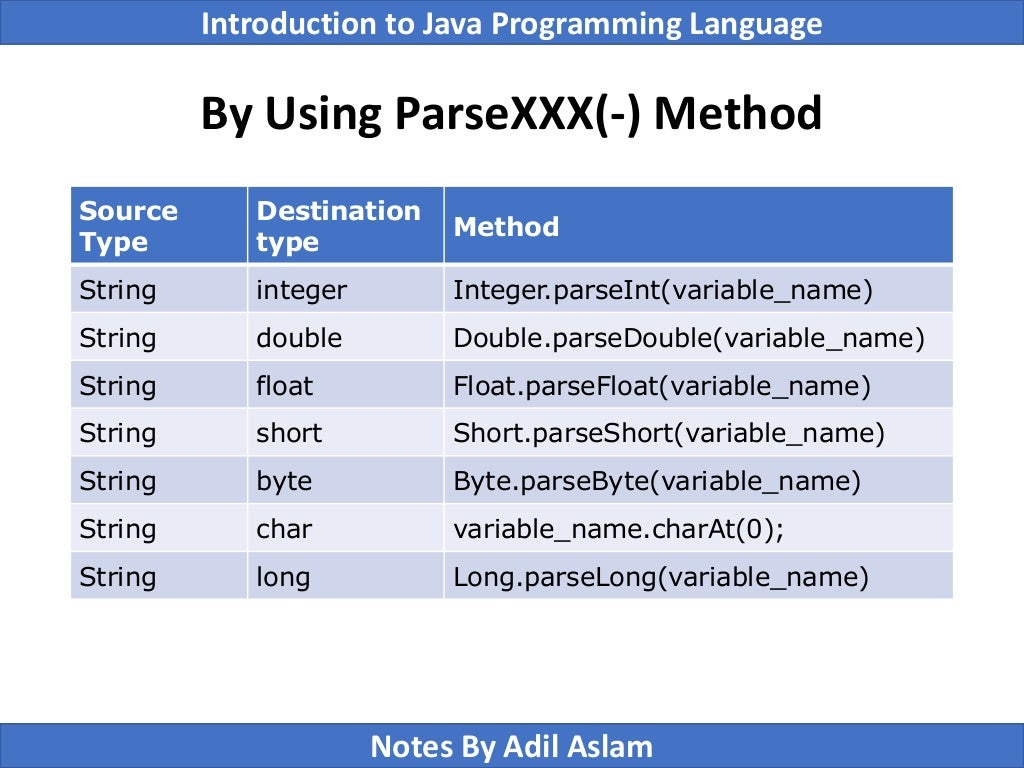 Introduction to Java Programming Language
By Using ParseXXX(-) Method
Source Type Destination type Method
String integer Integer.parseInt(variable_name)
String double Double.parseDouble(variable_name)
String float Float.parseFloat(variable_name)
String short Short.parseShort(variable_name)
String byte Byte.parseByte(variable_name)
String char variable_name.charAt(0);
String long Long.parseLong(variable_name)
Notes By Adil Aslam